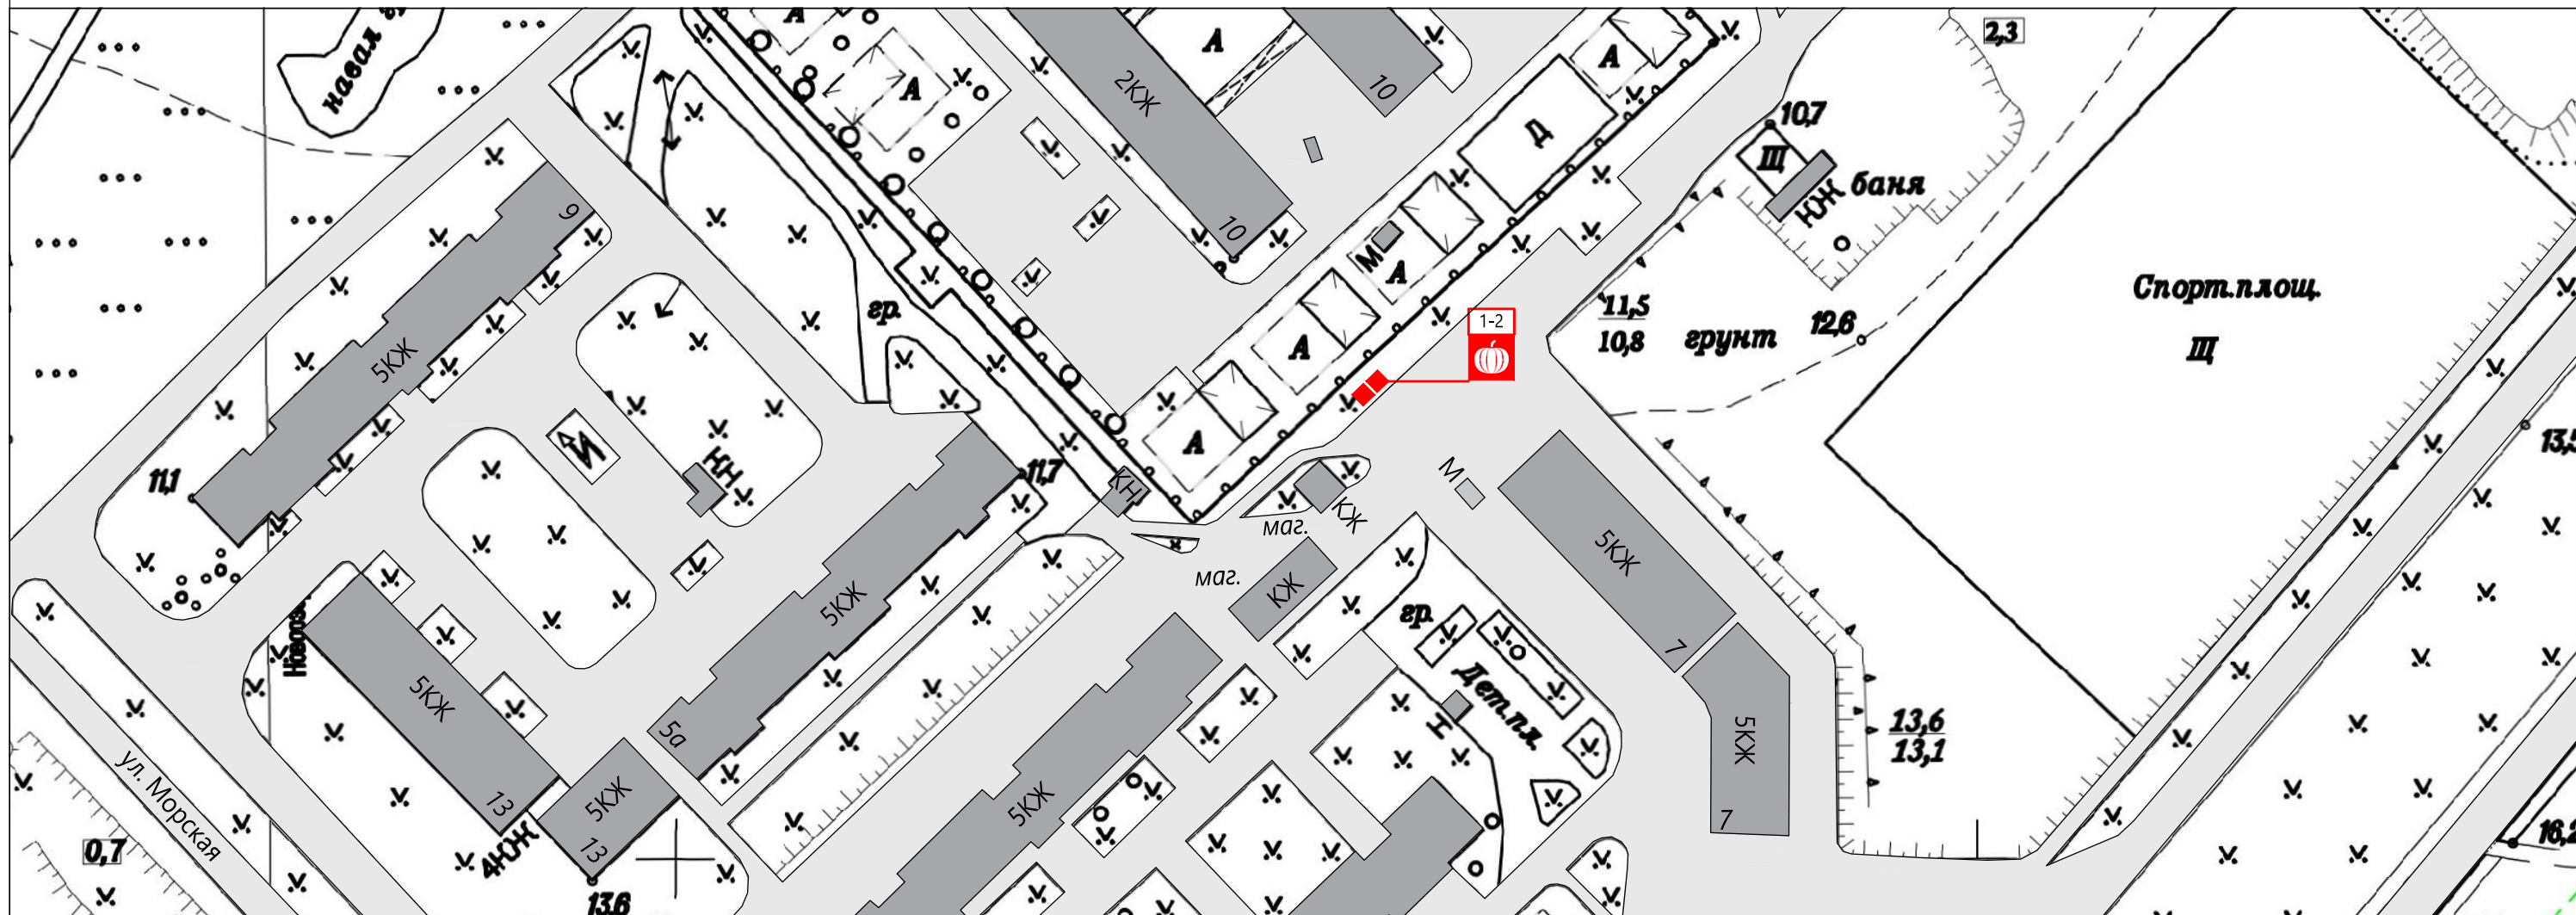 навал
А
А
А
2КЖ
10
10
А
Д
2,3
10,7
Щ
КЖ
баня
9
5КЖ
гр.
М
А
А
А
1-2
11,5
10,8
грунт
12,6
Спорт.площ.
Щ
11,1
КН
И
11,7
КН
маг.
КЖ
М
маг.
КЖ
5КЖ
7
5КЖ
5а
гр.
Дет.пл.
Н
5КЖ
13
5КЖ
13
4КЖ
13,6
ул. Морская
0,7
5КЖ
5КЖ
7
13,6
13,1
16,2